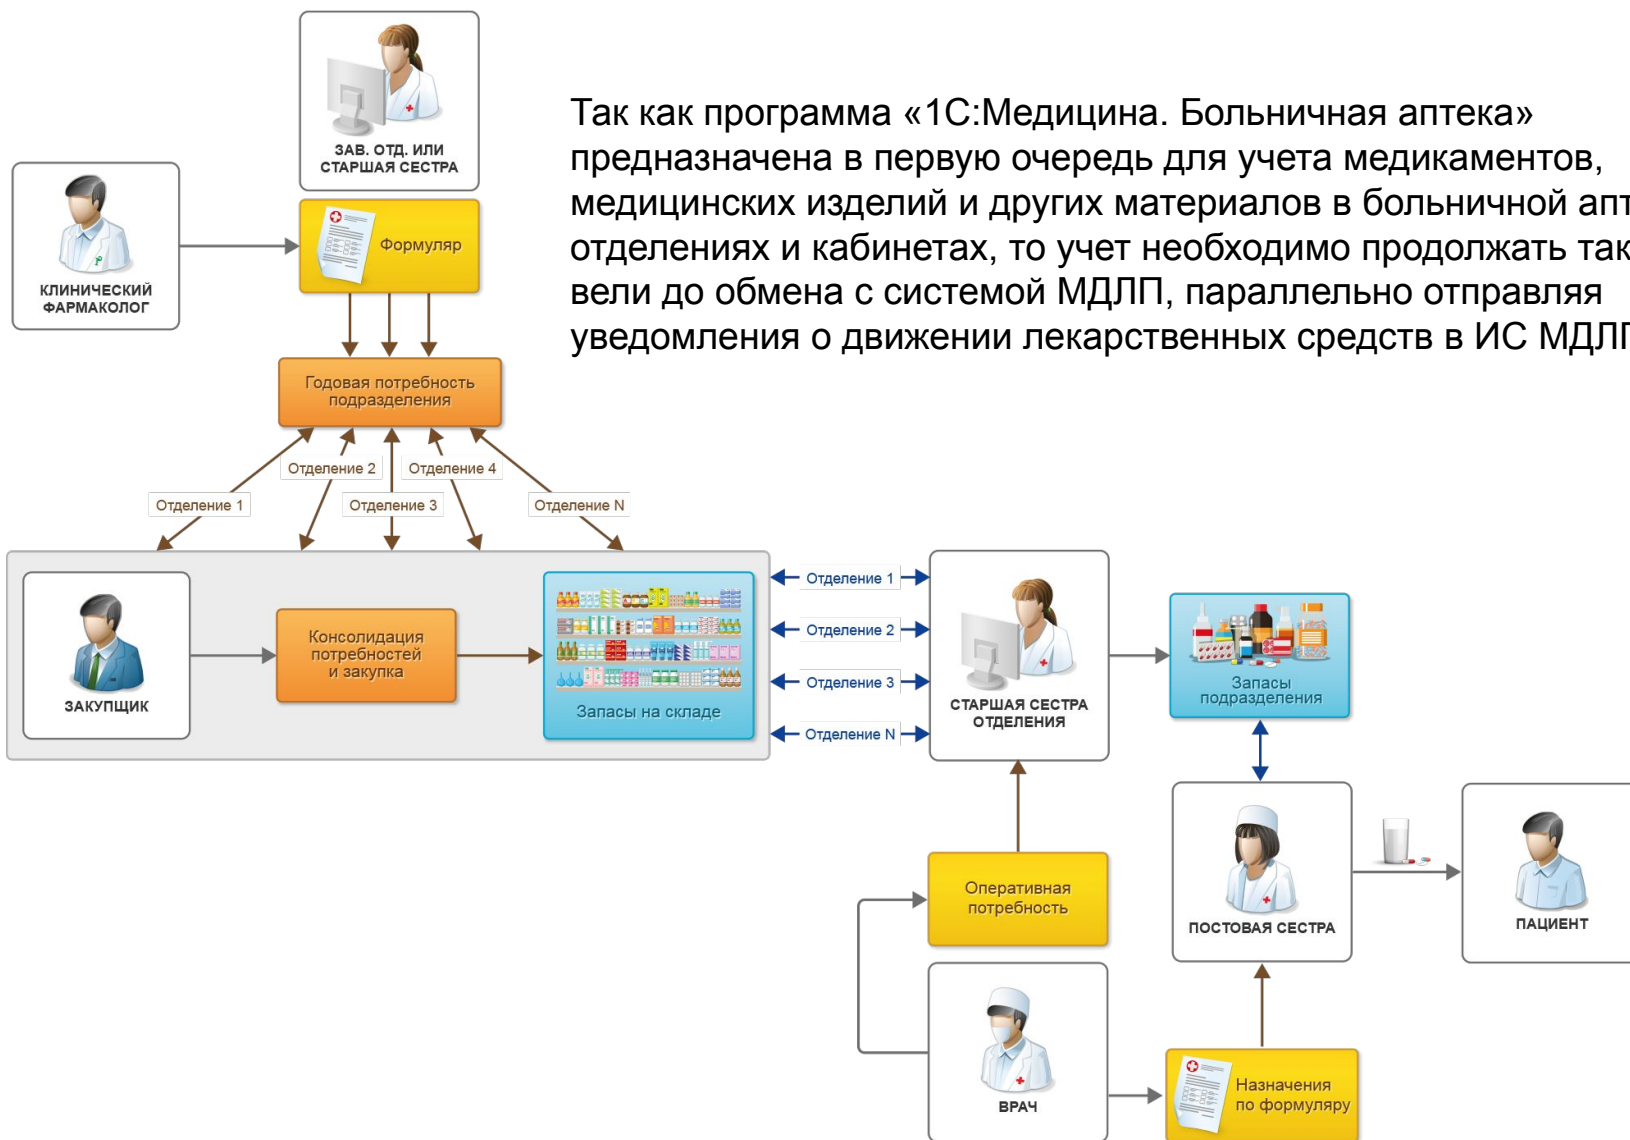 ЗАВ. ОТД. ИЛИ
СТАРШАЯ СЕСТРА
Так как программа «1С:Медицина. Больничная аптека»
предназначена в первую очередь для учета медикаментов,
медицинских изделий и других материалов в больничной апт
отделениях и кабинетах, то учет необходимо продолжать так
вели до обмена с системой МДЛП, параллельно отправляя
уведомления о движении лекарственных средств в ИС МДЛП
КЛИНИЧЕСКИЙ
ФАРМАКОЛОГ
Формуляр
Годовая потребность
подразделения
Отделение 1
Отделение 2
Отделение 3
Отделение 4
Отделение N
ЗАКУПЩИК
Консолидация
потребностей
и закупка
Запасы на складе
Отделение 1
Отделение 2
Отделение 3
Отделение N
СТАРШАЯ СЕСТРА
ОТДЕЛЕНИЯ
Запасы
подразделения
Оперативная
потребность
ПОСТОВАЯ СЕСТРА
ПАЦИЕНТ
ВРАЧ
Назначения
по формуляру